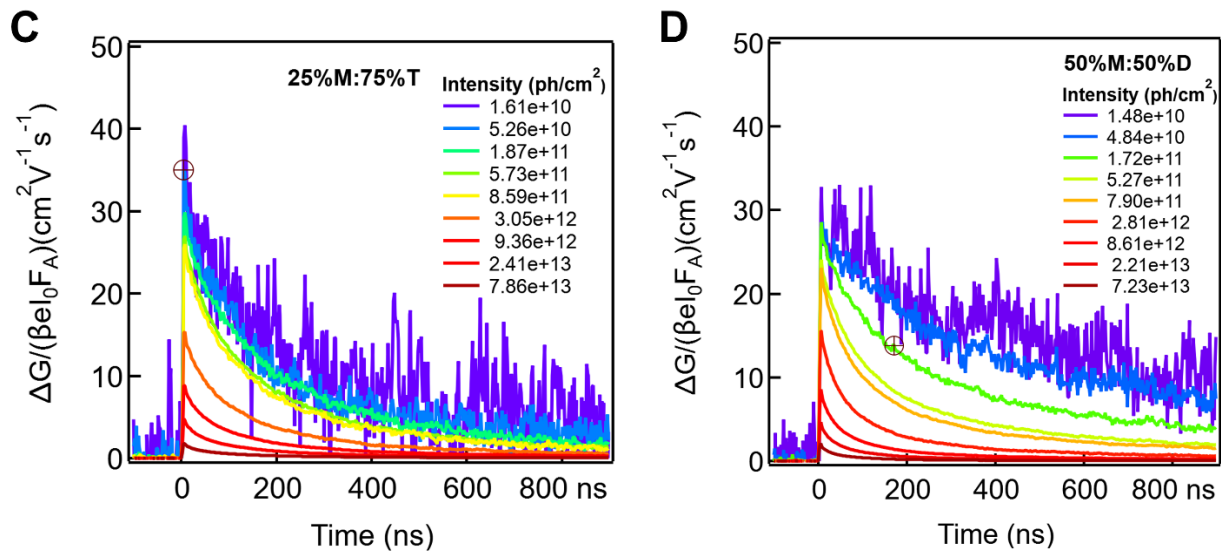 C
ΔG/(βeI₀F_A)(cm²V⁻¹s⁻¹)
50
40
30
20
10
0
25%M:75%T
Intensity (ph/cm²)
1.61e+10
5.26e+10
1.87e+11
5.73e+11
8.59e+11
3.05e+12
9.36e+12
2.41e+13
7.86e+13
0 200 400 600 800 ns
Time (ns)
D
ΔG/(βeI₀F_A)(cm²V⁻¹s⁻¹)
50
40
30
20
10
0
50%M:50%D
Intensity (ph/cm²)
1.48e+10
4.84e+10
1.72e+11
5.27e+11
7.90e+11
2.81e+12
8.61e+12
2.21e+13
7.23e+13
0 200 400 600 800 ns
Time (ns)